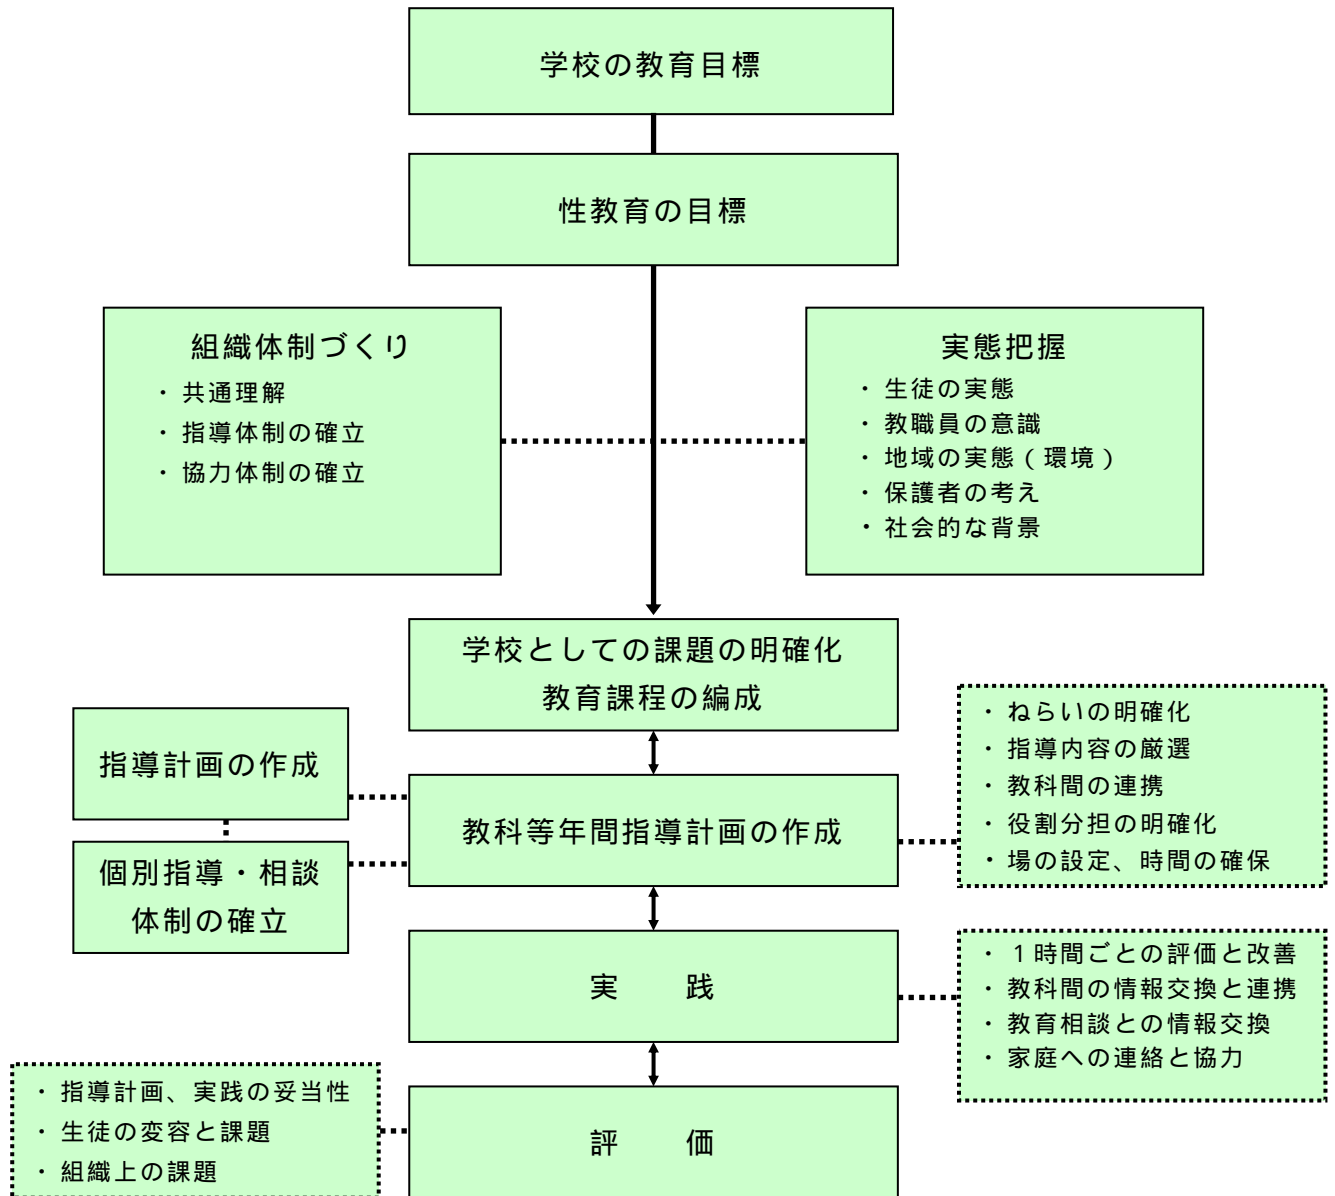 学校の教育目標
性教育の目標
組織体制づくり
・ 共通理解
・ 指導体制の確立
・ 協力体制の確立
実態把握
・ 生徒の実態
・ 教職員の意識
・ 地域の実態（環境）
・ 保護者の考え
・ 社会的な背景
学校としての課題の明確化
教育課程の編成
指導計画の作成
個別指導・相談
体制の確立
教科等年間指導計画の作成
・ ねらいの明確化
・ 指導内容の厳選
・ 教科間の連携
・ 役割分担の明確化
・ 場の設定、時間の確保
実　　践
・ １時間ごとの評価と改善
・ 教科間の情報交換と連携
・ 教育相談との情報交換
・ 家庭への連絡と協力
・ 指導計画、実践の妥当性
・ 生徒の変容と課題
・ 組織上の課題
評　　価